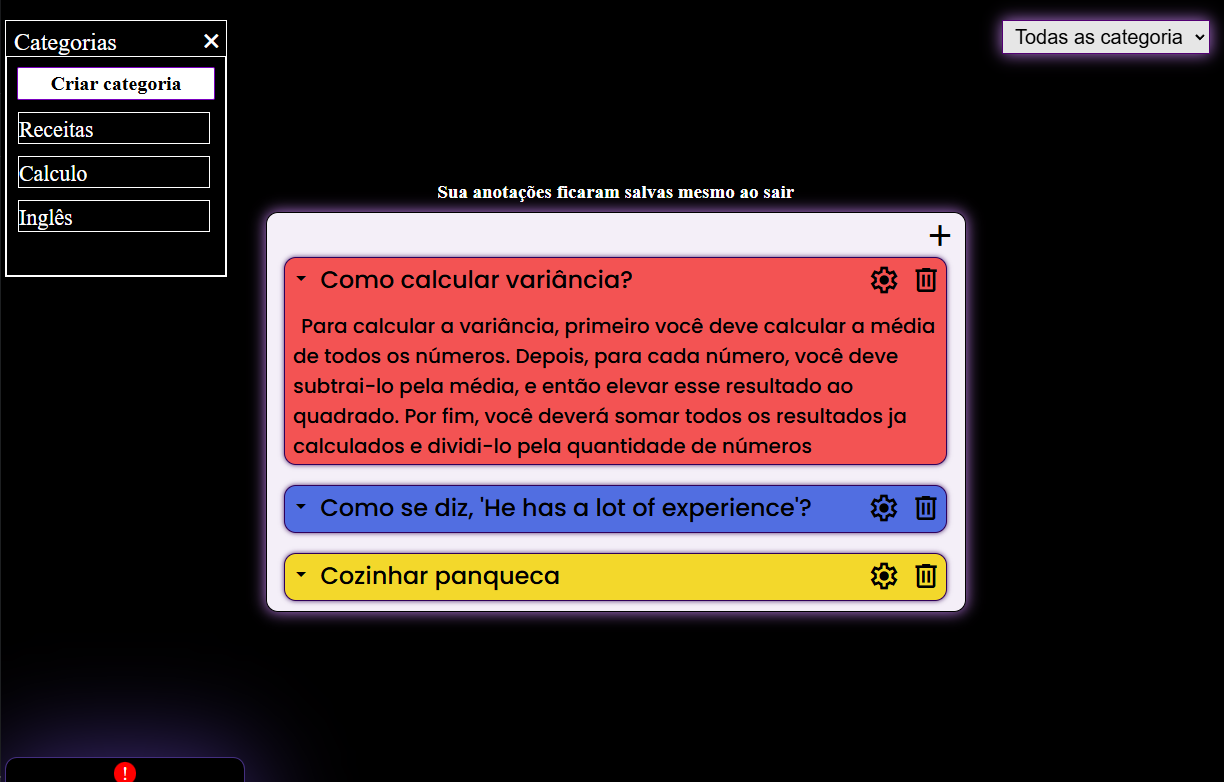 Categorias
Criar categoria
Receitas
Calculo
Inglês
Todas as categoria
Sua anotações ficaram salvas mesmo ao sair
Como calcular variância?
Para calcular a variância, primeiro você deve calcular a média
de todos os números. Depois, para cada número, você deve
subtrai-lo pela média, e então elevar esse resultado ao
quadrado. Por fim, você deverá somar todos os resultados ja
calculados e dividi-lo pela quantidade de números
Como se diz, 'He has a lot of experience'?
Cozinhar panqueca
!